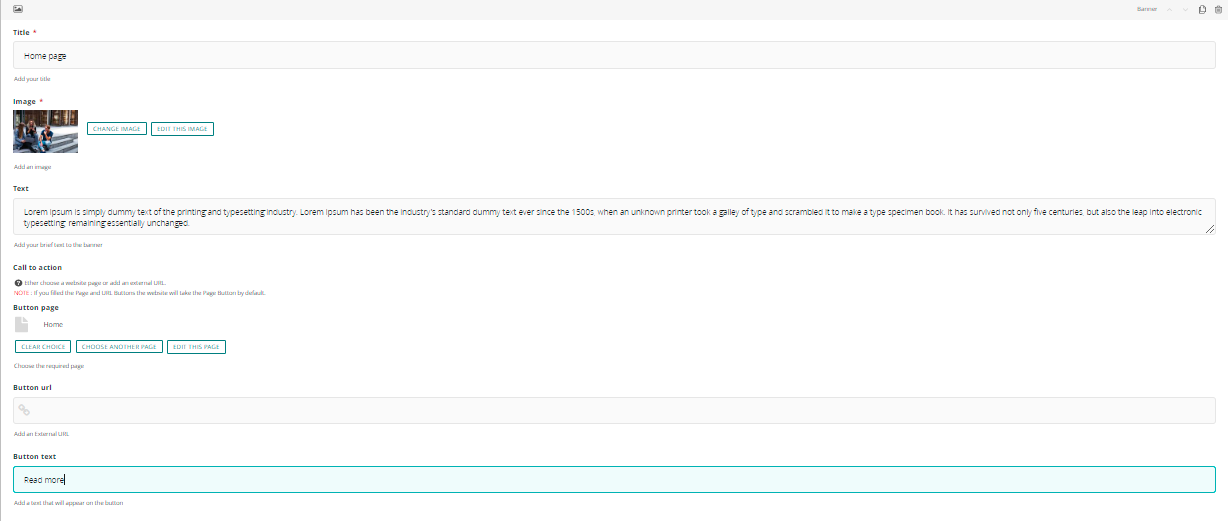 Banner
Title *
Home page
Add your title
Image *
CHANGE IMAGE EDIT THIS IMAGE
Add an image
Text
Lorem Ipsum is simply dummy text of the printing and typesetting industry. Lorem Ipsum has been the industry's standard dummy text ever since the 1500s, when an unknown printer took a galley of type and scrambled it to make a type specimen book. It has survived not only five centuries, but also the leap into electronic
typesetting, remaining essentially unchanged.
Add your brief text to the banner
Call to action
Ether choose a website page or add an external URL.
NOTE : If you filled the Page and URL Buttons the website will take the Page Button by default.
Button page
Home
CLEAR CHOICE CHOOSE ANOTHER PAGE EDIT THIS PAGE
Choose the required page
Button url
Add an External URL
Button text
Read more
Add a text that will appear on the button